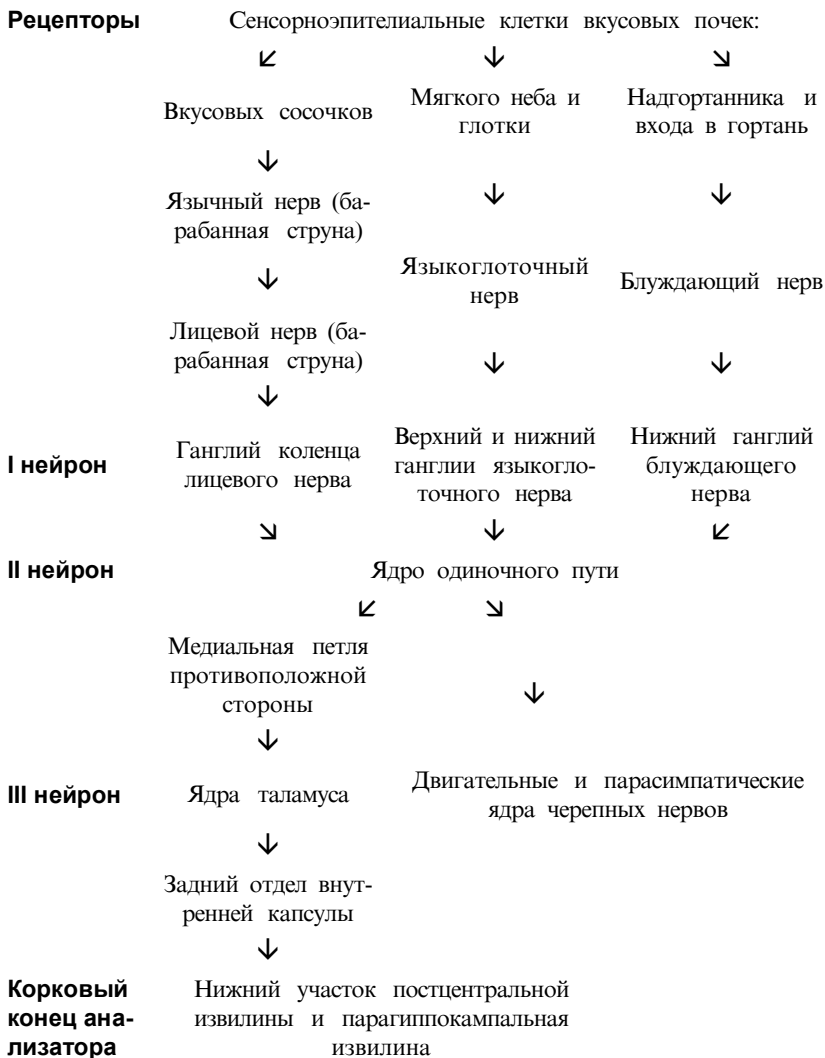 Рецепторы Сенсорноэпителиальные клетки вкусовых почек:
↙ ↓ ↘
Вкусовых сосочков
Мягкого неба и
глотки
Надгортанника и
входа в гортань
↓
Язычный нерв (ба-
рабанная струна)
↓ ↓
↓
Языкоглоточный
нерв
Блуждающий нерв
Лицевой нерв (ба-
рабанная струна)
↓ ↓
↓
I нейрон
Ганглий коленца
лицевого нерва
Верхний и нижний
ганглии языкогло-
точного нерва
Нижний ганглий
блуждающего
нерва
↘ ↓ ↙
II нейрон Ядро одиночного пути
↙ ↘
Медиальная петля
противоположной
стороны
↓
↓
III нейрон Ядра таламуса
Двигательные и парасимпатические
ядра черепных нервов
↓
Задний отдел внут-
ренней капсулы
↓
Корковый
конец ана-
лизатора
Нижний участок постцентральной
извилины и парагиппокампальная
извилина